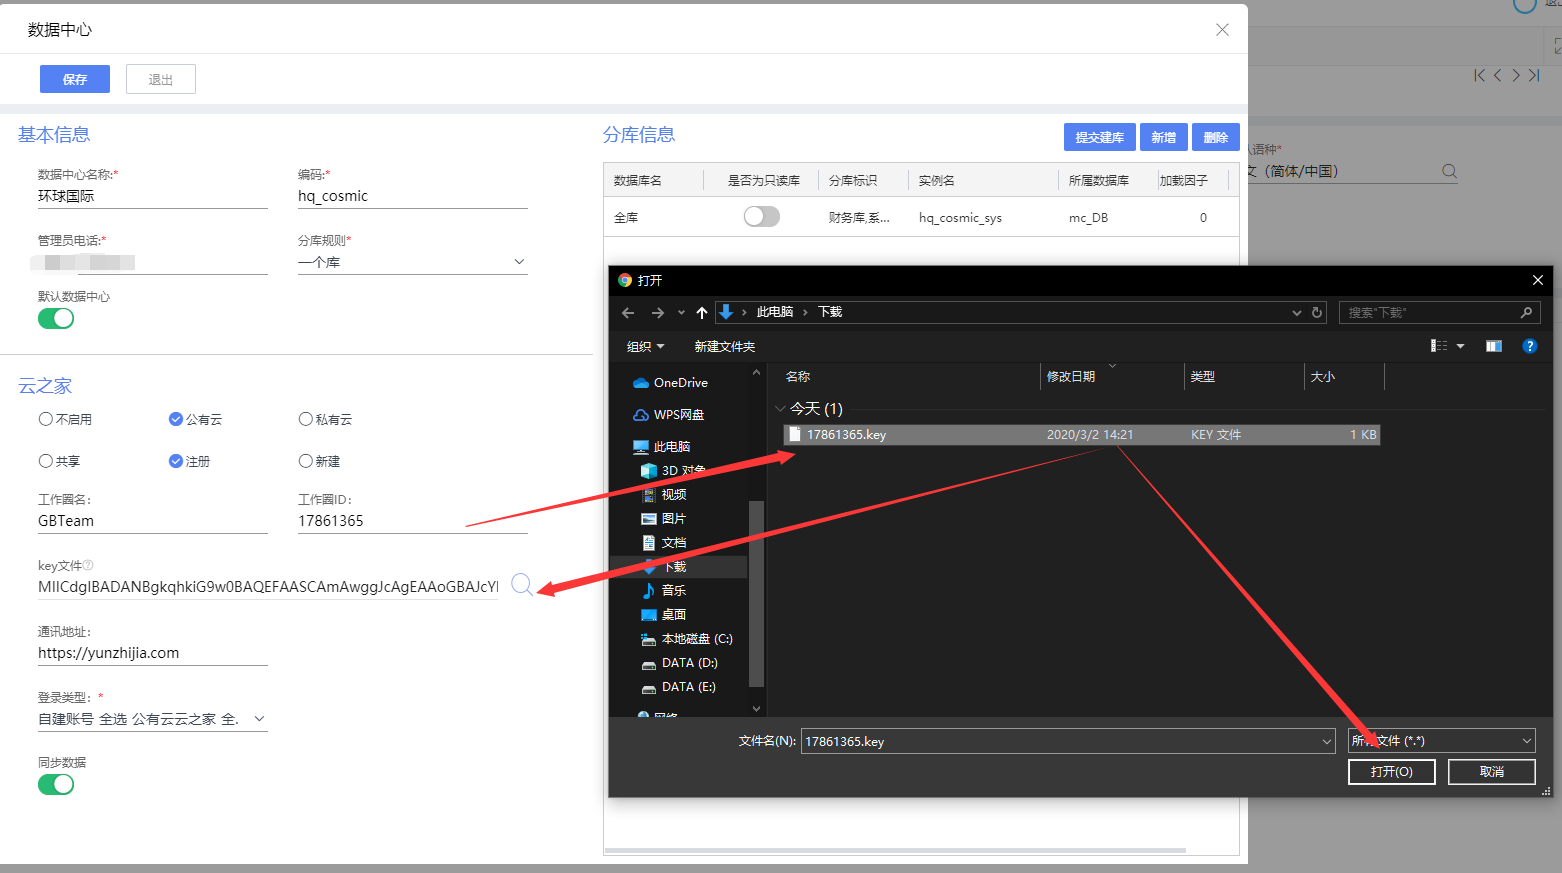 数据中心
保存 退出
基本信息
数据中心名称:*
环球国际
编码:*
hq_cosmic
管理员电话:*
分库规则*
一个库
默认数据中心
云之家
不启用 公有云 私有云
共享 注册 新建
工作圈名:
GBTeam
工作圈ID:
17861365
key文件
MIICdgIBADANBgkqhkiG9w0BAQEFAASCAmAwggJcAgEAAoGBAJcY
通讯地址:
https://yunzhijia.com
登录类型: *
自建账号 全选 公有云云之家 全.
同步数据
分库信息
提交建库 新增 删除
数据库名 是否为只读库 分库标识 实例名 所属数据库 加载因子
全库 财务库,系... hq_cosmic_sys mc_DB 0
语种*
文（简体/中国）
打开
此电脑 下载
搜索"下载"
组织 新建文件夹
OneDrive
WPS网盘
此电脑
3D 对象
视频
图片
文档
下载
音乐
桌面
本地磁盘 (C:)
DATA (D:)
DATA (E:)
网络
名称 修改日期 类型 大小
今天 (1)
17861365.key 2020/3/2 14:21 KEY 文件 1 KB
文件名(N): 17861365.key
所有文件 (*.*)
打开(O) 取消